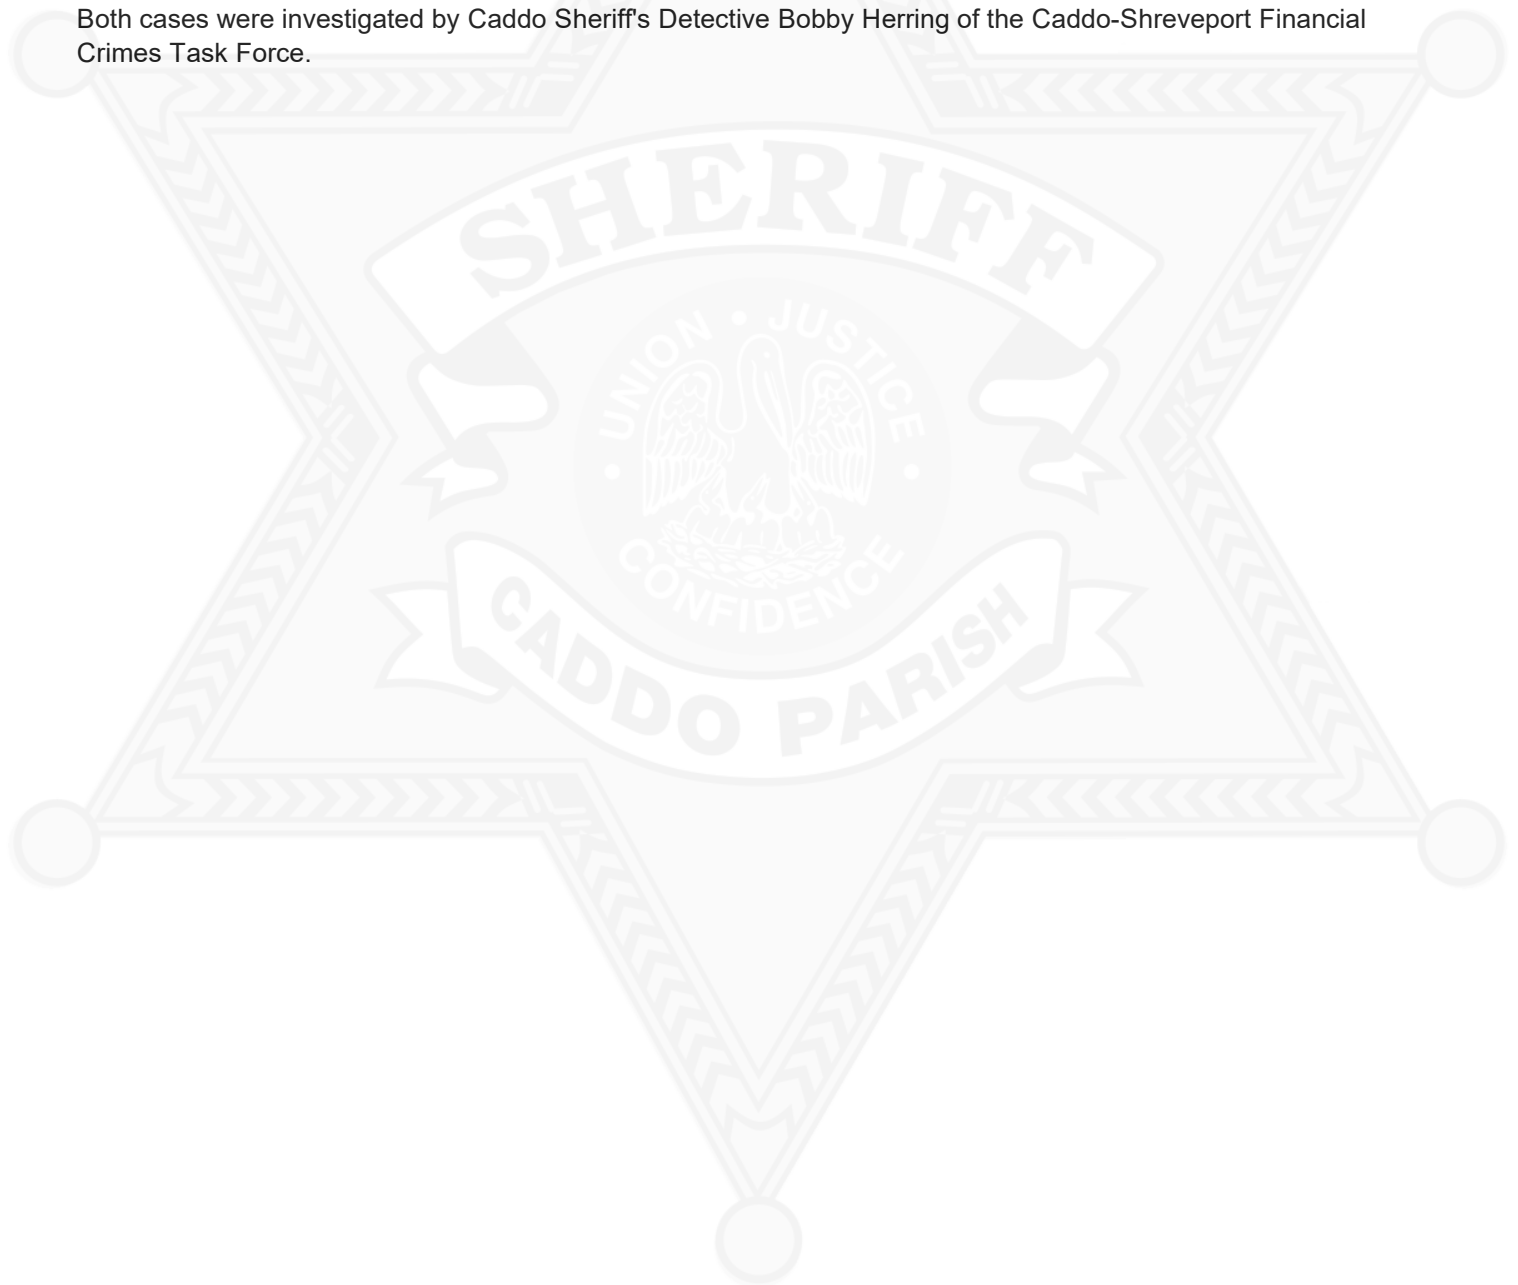 Both cases were investigated by Caddo Sheriff's Detective Bobby Herring of the Caddo-Shreveport Financial
Crimes Task Force.
SHERIFF
UNION • JUSTICE
CONFIDENCE
CADDO PARISH